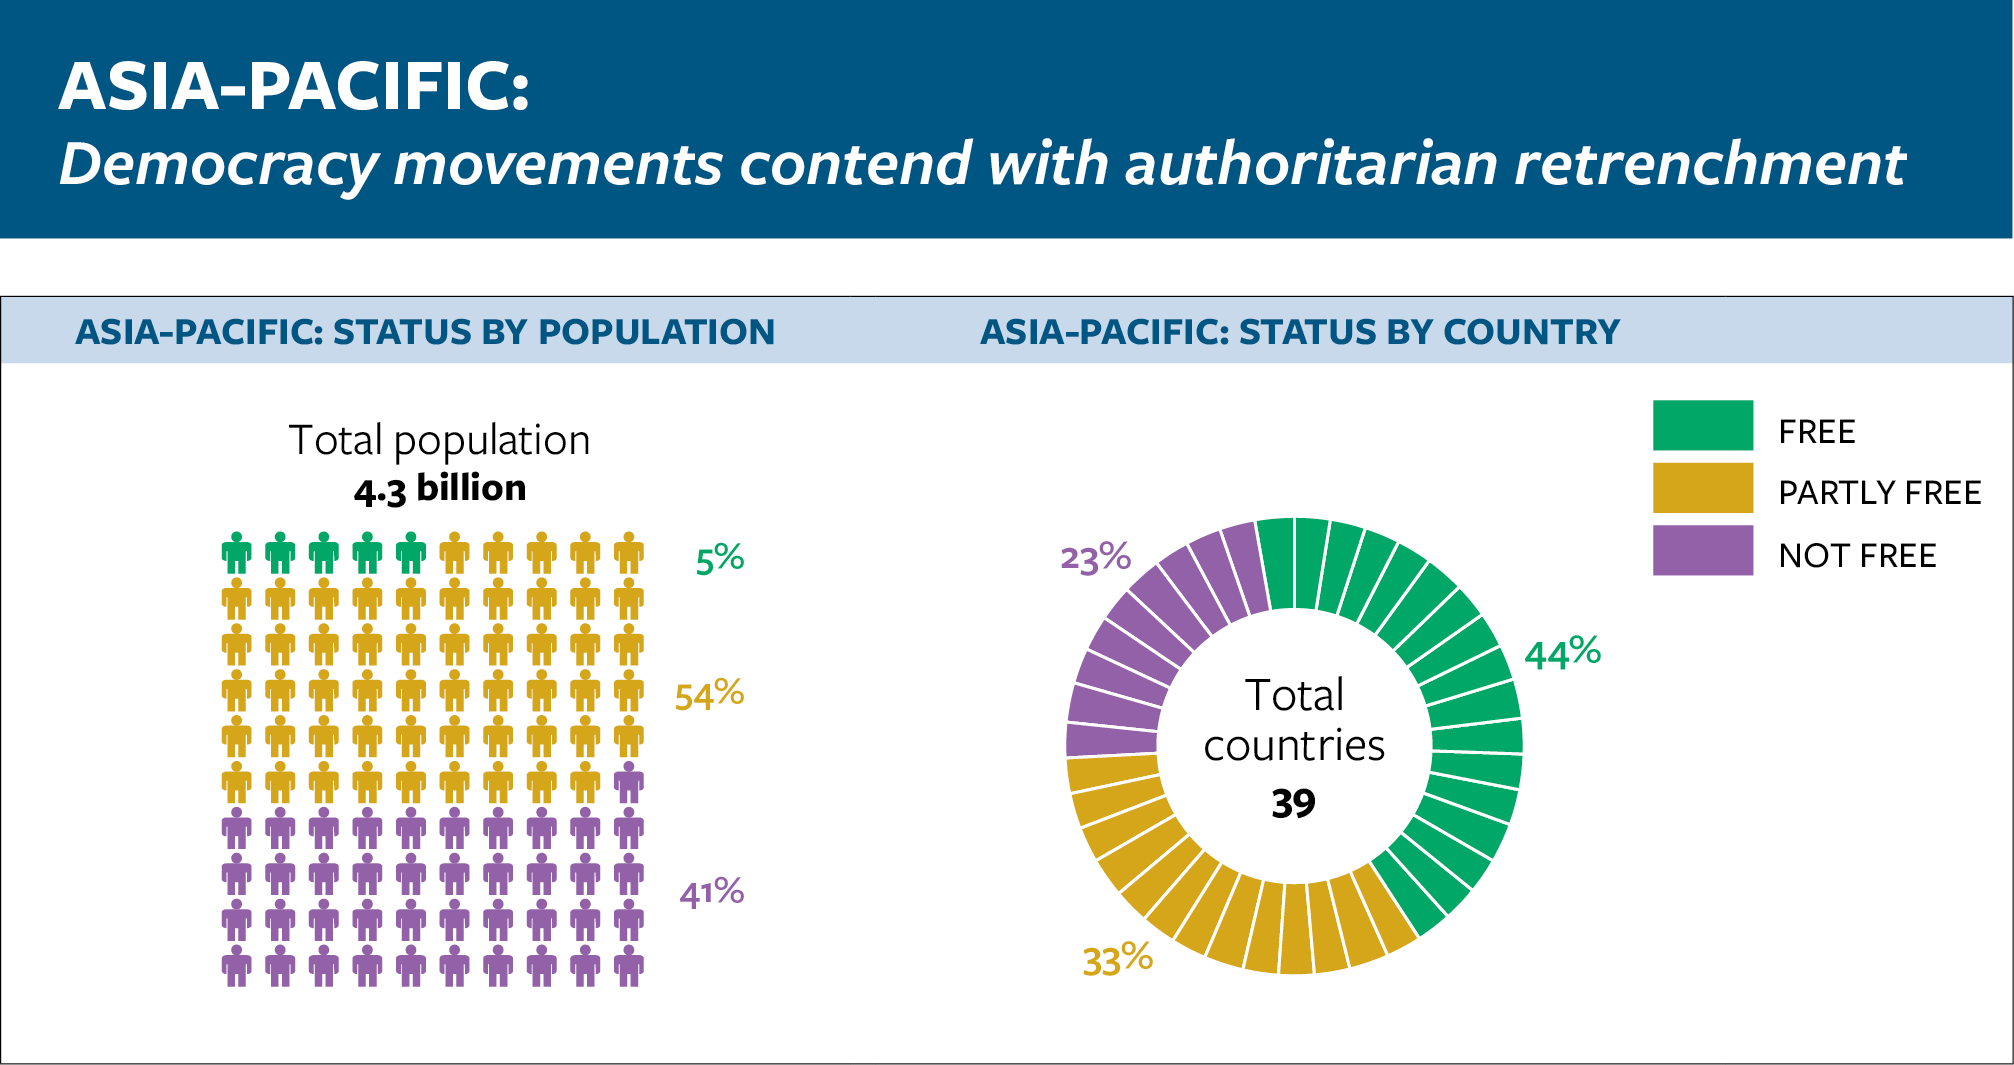 ASIA-PACIFIC:
Democracy movements contend with authoritarian retrenchment
ASIA-PACIFIC: STATUS BY POPULATION
Total population
4.3 billion
5%
54%
41%
ASIA-PACIFIC: STATUS BY COUNTRY
FREE
PARTLY FREE
NOT FREE
23%
44%
Total
countries
39
33%